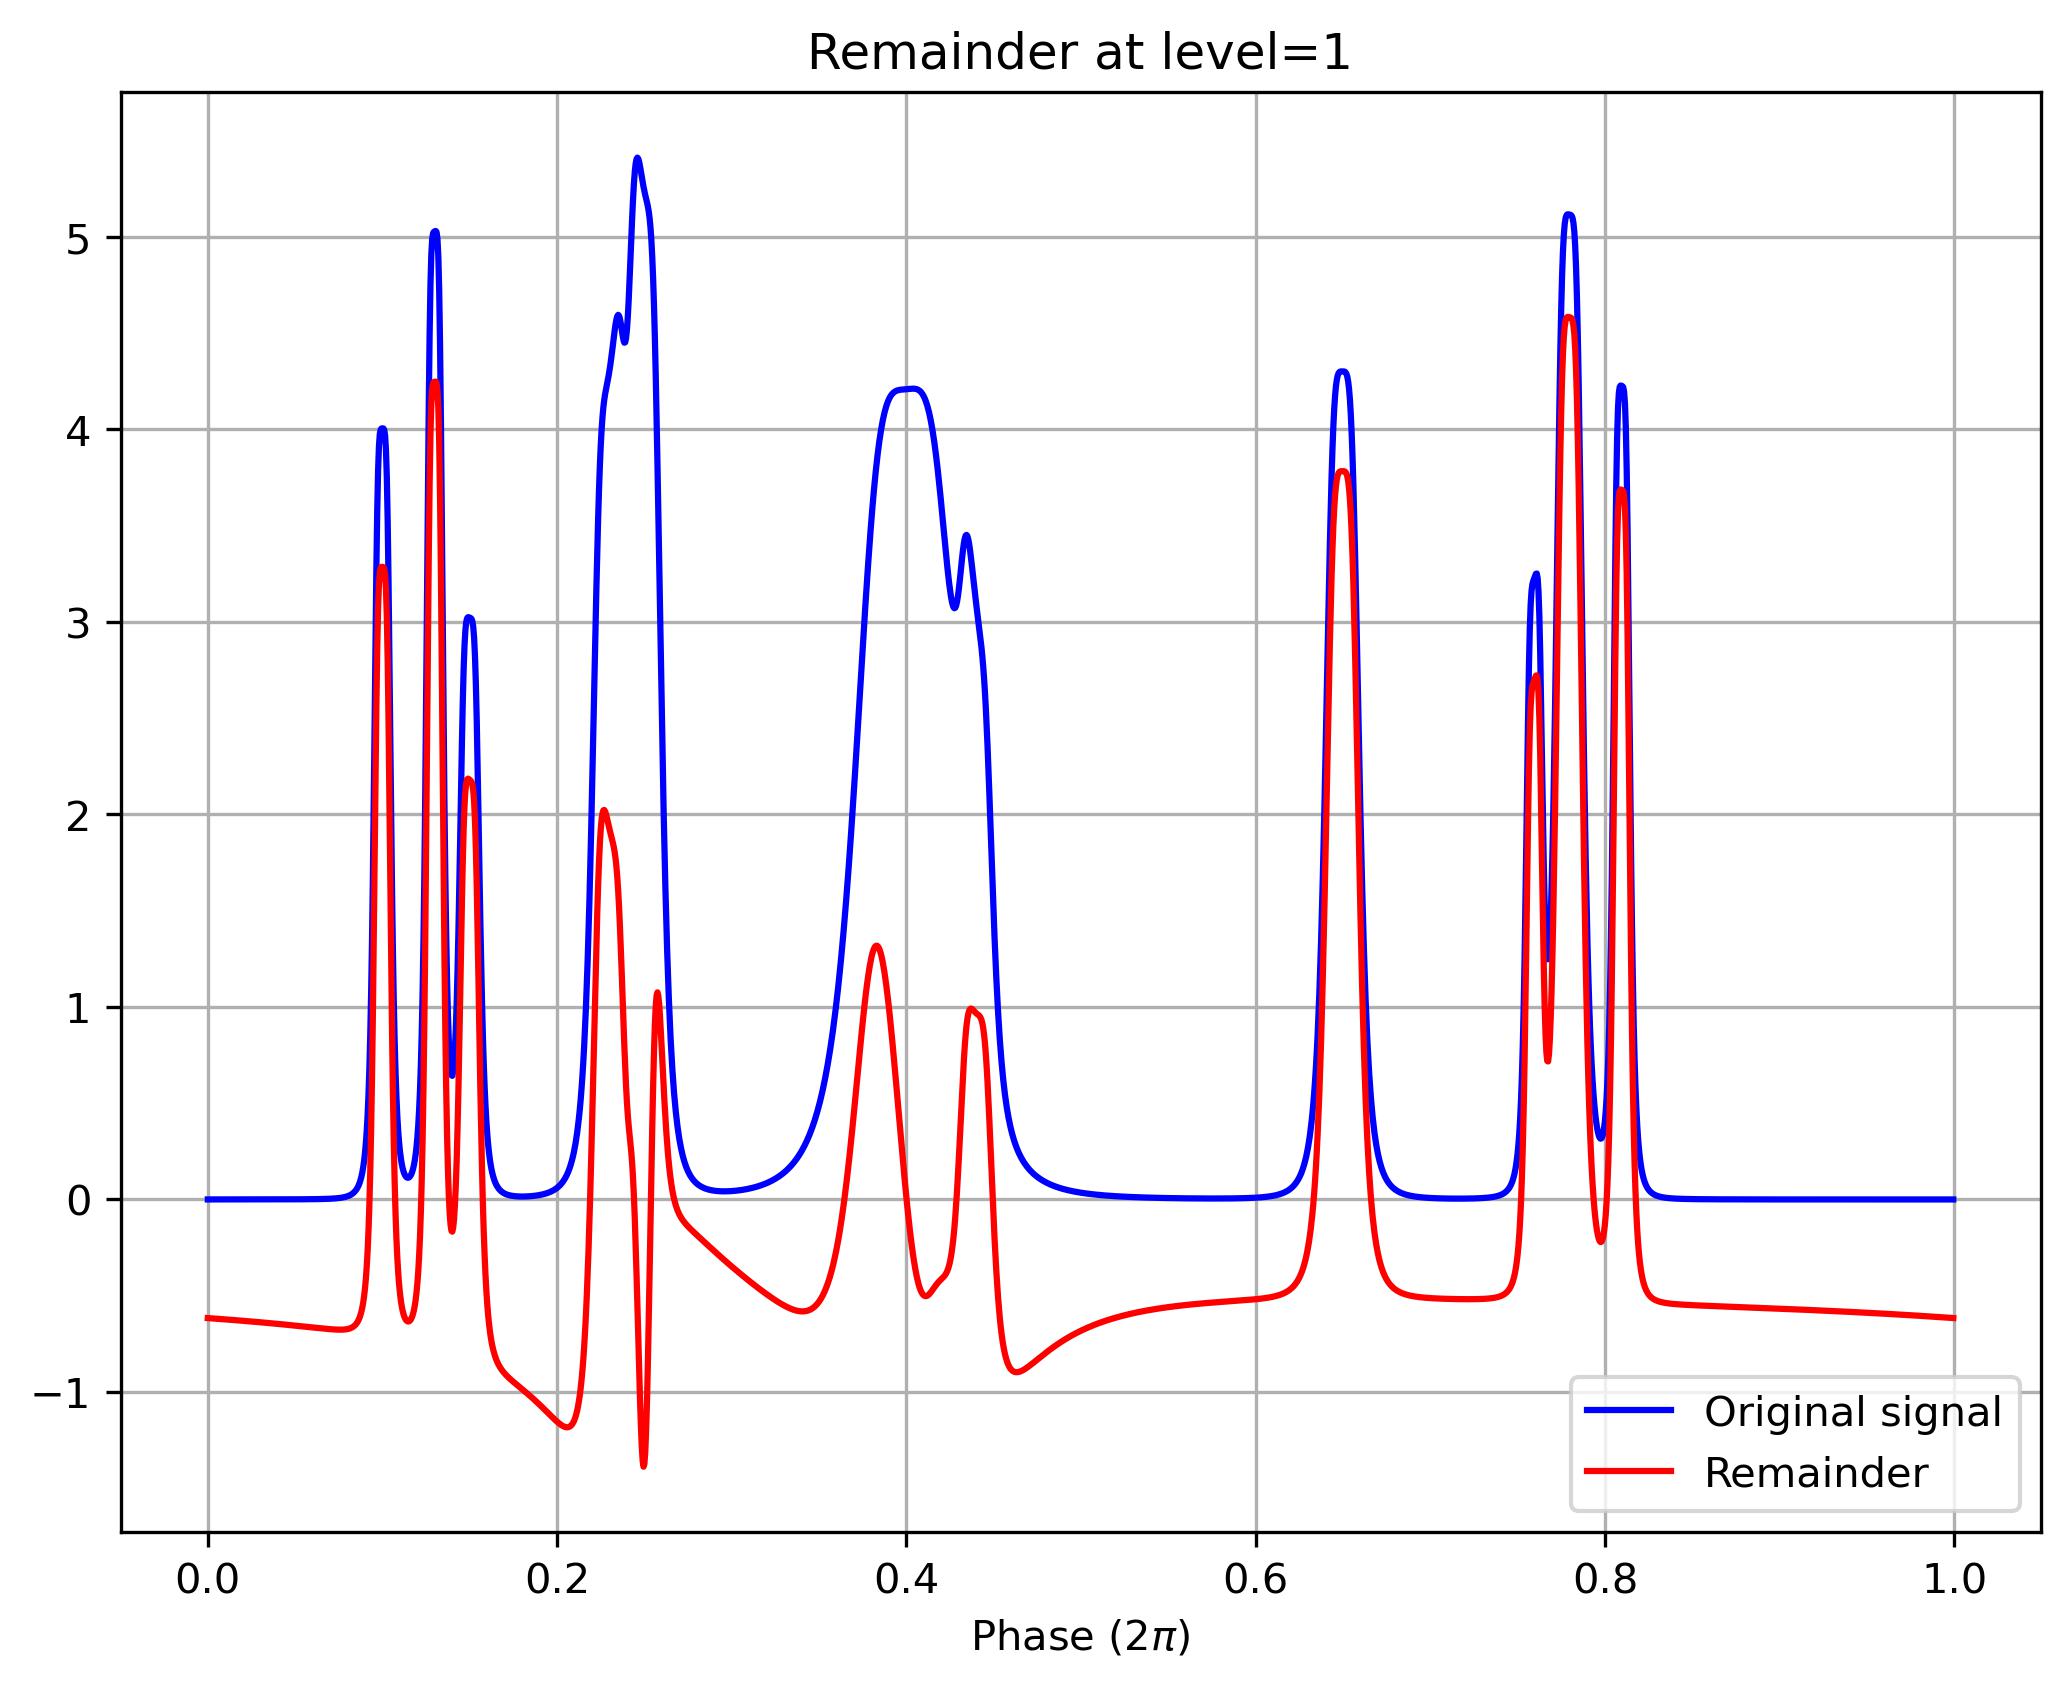 Remainder at level=1
5
4
3
2
1
0
−1
Original signal
Remainder
0.0 0.2 0.4 0.6 0.8 1.0
Phase (2π)